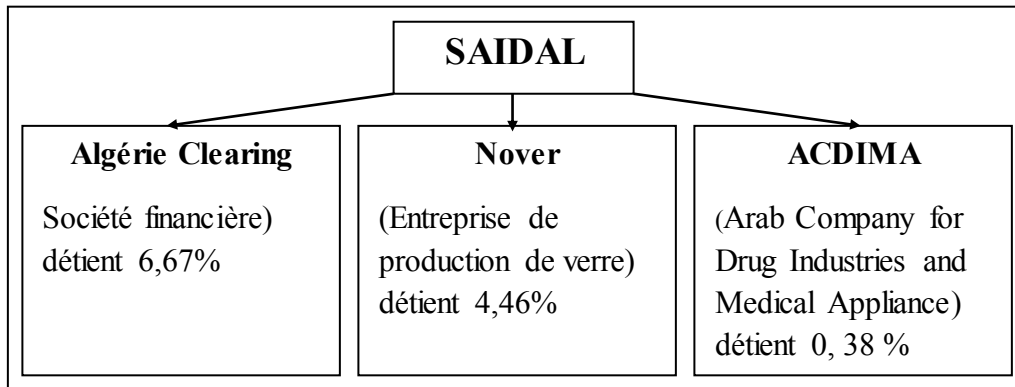 SAIDAL
Algérie Clearing
Société financière)
détient 6,67%
Nover
(Entreprise de
production de verre)
détient 4,46%
ACDIMA
(Arab Company for
Drug Industries and
Medical Appliance)
détient 0, 38 %